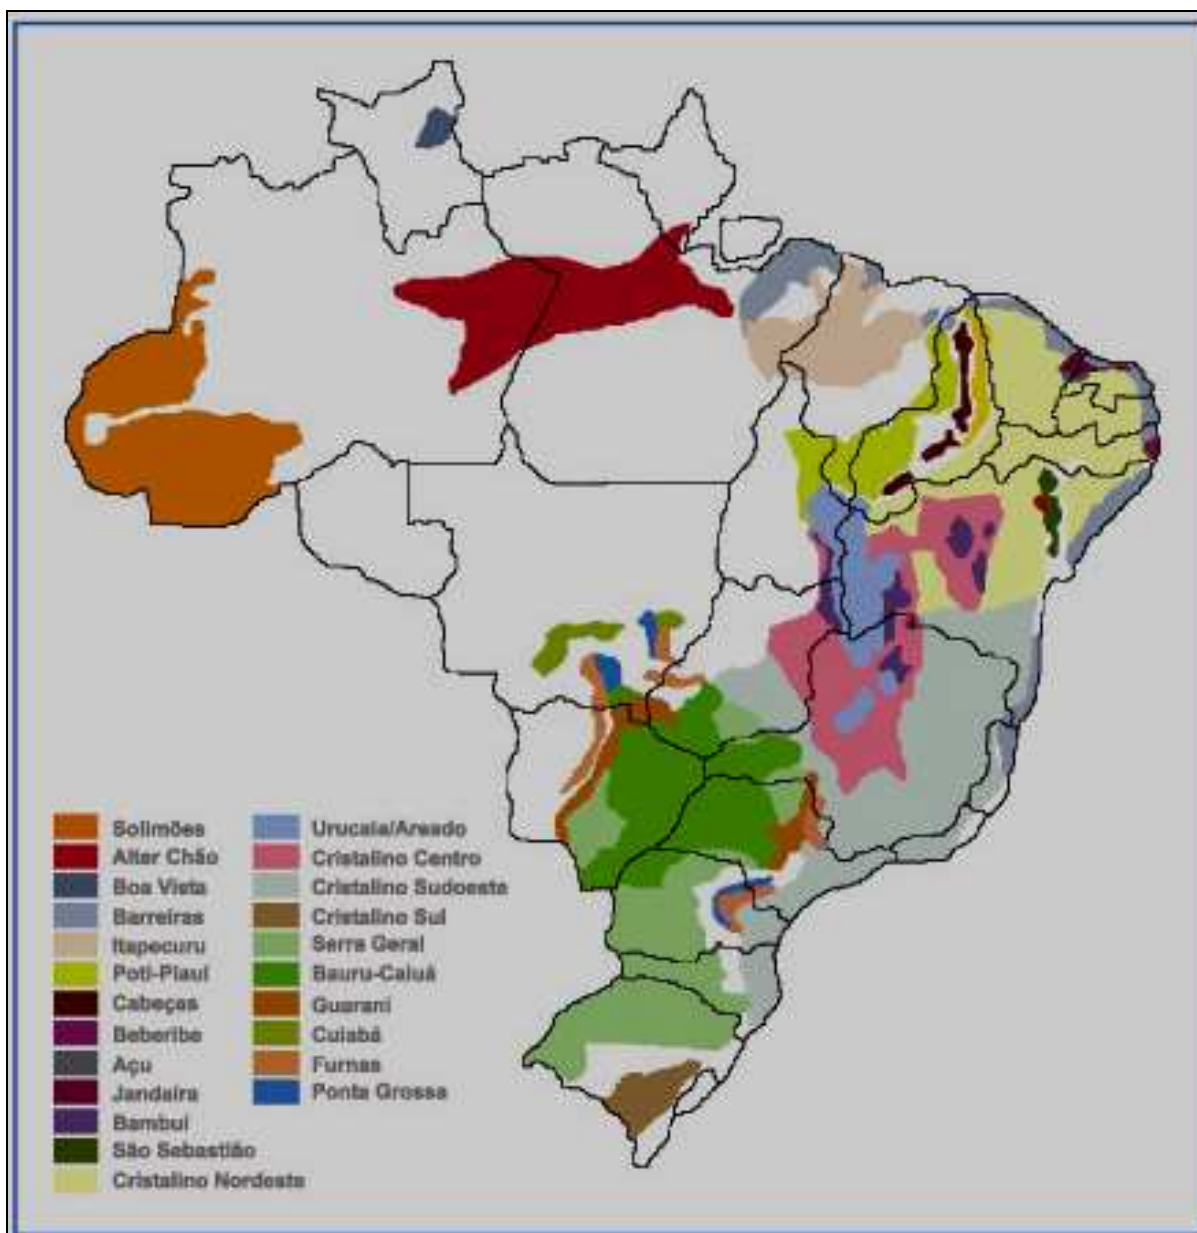 Solimões
Alter Chão
Boa Vista
Barreiras
Itapecuru
Poti-Piauí
Cabeças
Beberibe
Açu
Jandaíra
Bambuí
São Sebastião
Cristalino Nordeste
Urucaia/Areado
Cristalino Centro
Cristalino Sudoeste
Cristalino Sul
Serra Geral
Bauru-Caiuá
Guarani
Cuiabá
Furnas
Ponta Grossa